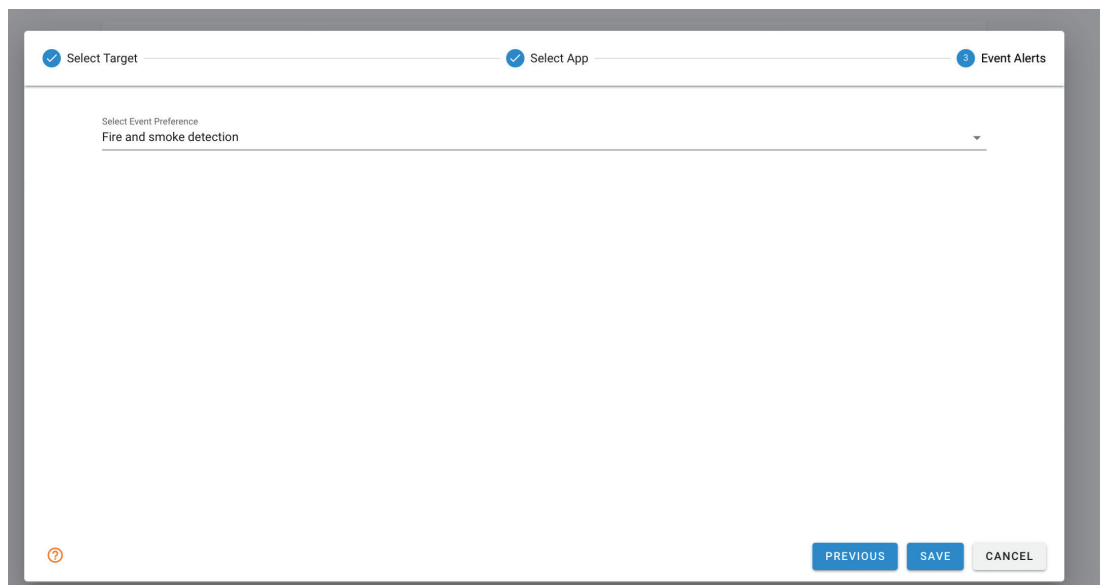 Select Target
Select App
3 Event Alerts
Select Event Preference
Fire and smoke detection
?
PREVIOUS SAVE CANCEL